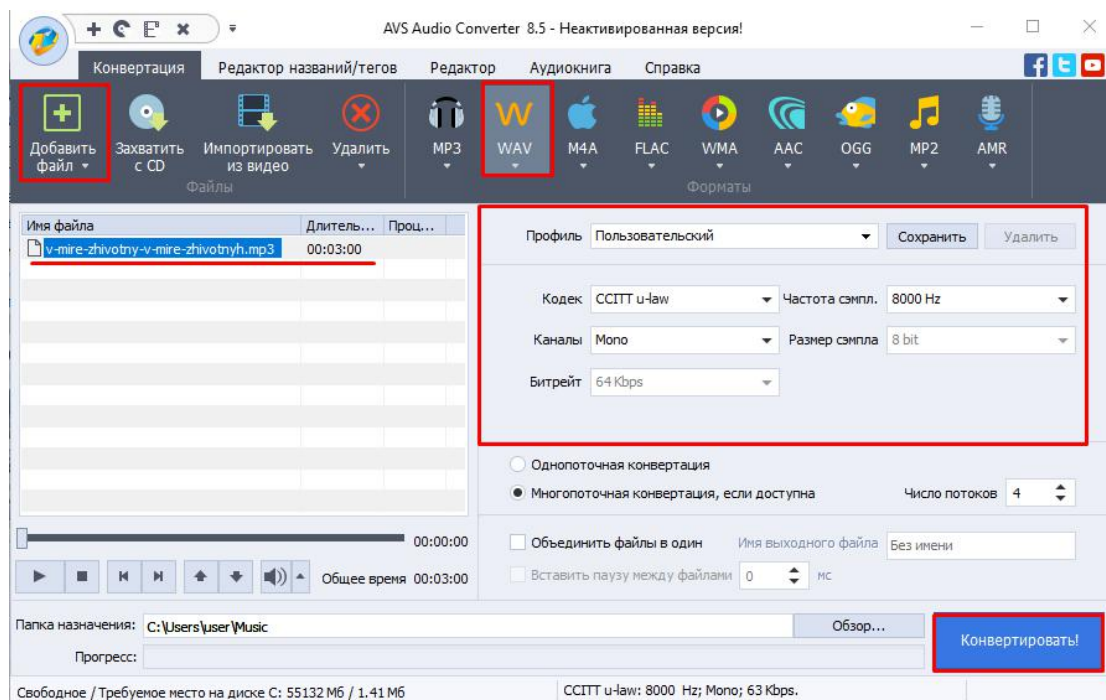 AVS Audio Converter 8.5 - Неактивированная версия!
Конвертация Редактор названий/тегов Редактор Аудиокнига Справка
Добавить файл
Захватить с CD
Импортировать из видео
Удалить
Файлы
MP3 WAV M4A FLAC WMA AAC OGG MP2 AMR
Форматы
Имя файла Длитель... Проц...
v-mire-zhivotny-v-mire-zhivotnyh.mp3 00:03:00
Профиль Пользовательский Сохранить Удалить
Кодек CCITT u-law Частота сэмпл. 8000 Hz
Каналы Mono Размер сэмпла 8 bit
Битрейт 64 Kbps
Однопоточная конвертация
Многопоточная конвертация, если доступна Число потоков 4
00:00:00
Объединить файлы в один Имя выходного файла Без имени
Общее время 00:03:00
Вставить паузу между файлами 0 мс
Папка назначения: C:\Users\user\Music Обзор...
Конвертировать!
Прогресс:
Свободное / Требуемое место на диске C: 55132 Мб / 1.41 Мб
CCITT u-law: 8000 Hz; Mono; 63 Kbps.